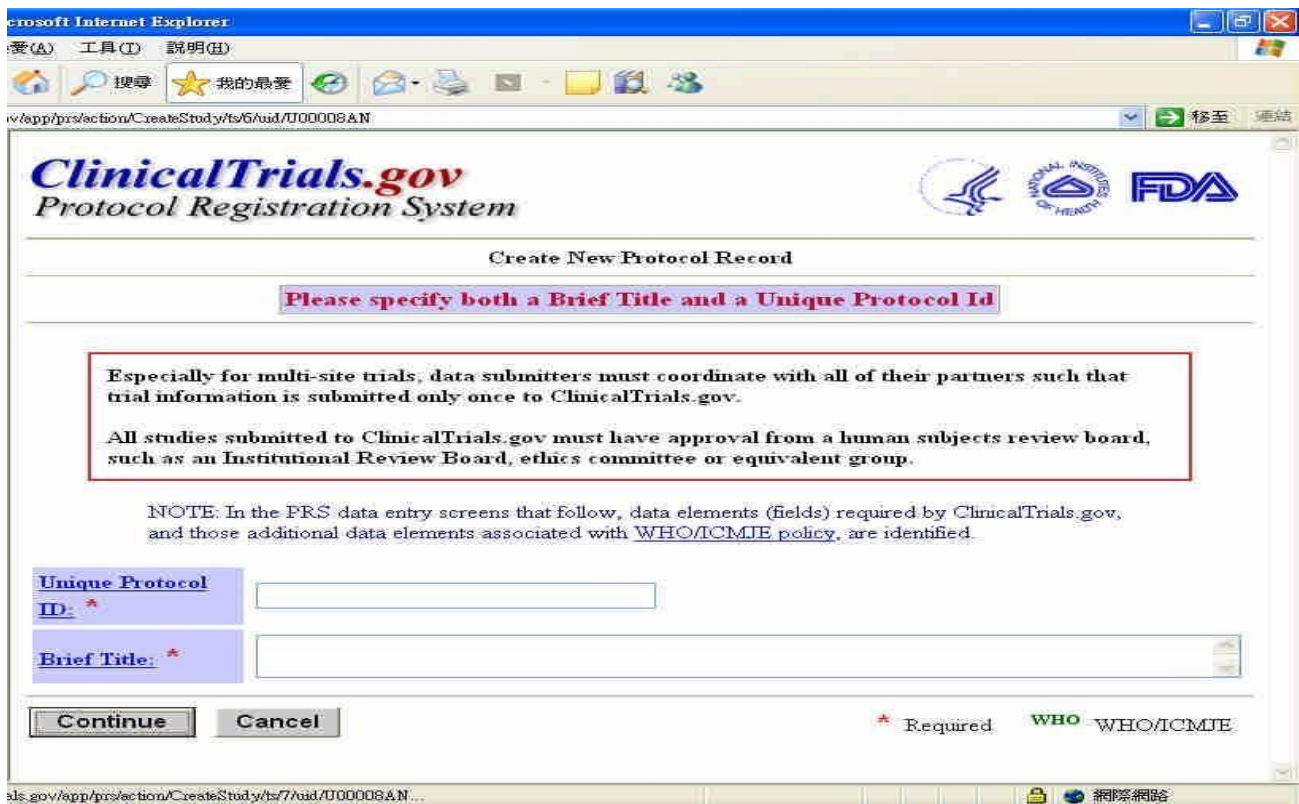 crosoft Internet Explorer
愛(A) 工具(T) 說明(H)
搜尋 我的最愛
v/app/prs/action/CreateStudy/ts/6/uid/U00008AN 移至 連結
ClinicalTrials.gov
Protocol Registration System
NATIONAL INSTITUTES OF HEALTH
FDA
Create New Protocol Record
Please specify both a Brief Title and a Unique Protocol Id
Especially for multi-site trials, data submitters must coordinate with all of their partners such that
trial information is submitted only once to ClinicalTrials.gov.
All studies submitted to ClinicalTrials.gov must have approval from a human subjects review board,
such as an Institutional Review Board, ethics committee or equivalent group.
NOTE: In the PRS data entry screens that follow, data elements (fields) required by ClinicalTrials.gov,
and those additional data elements associated with WHO/ICMJE policy, are identified.
Unique Protocol
ID: *
Brief Title: *
Continue Cancel * Required WHO WHO/ICMJE
als.gov/app/prs/action/CreateStudy/ts/7/uid/U00008AN... 網際網路